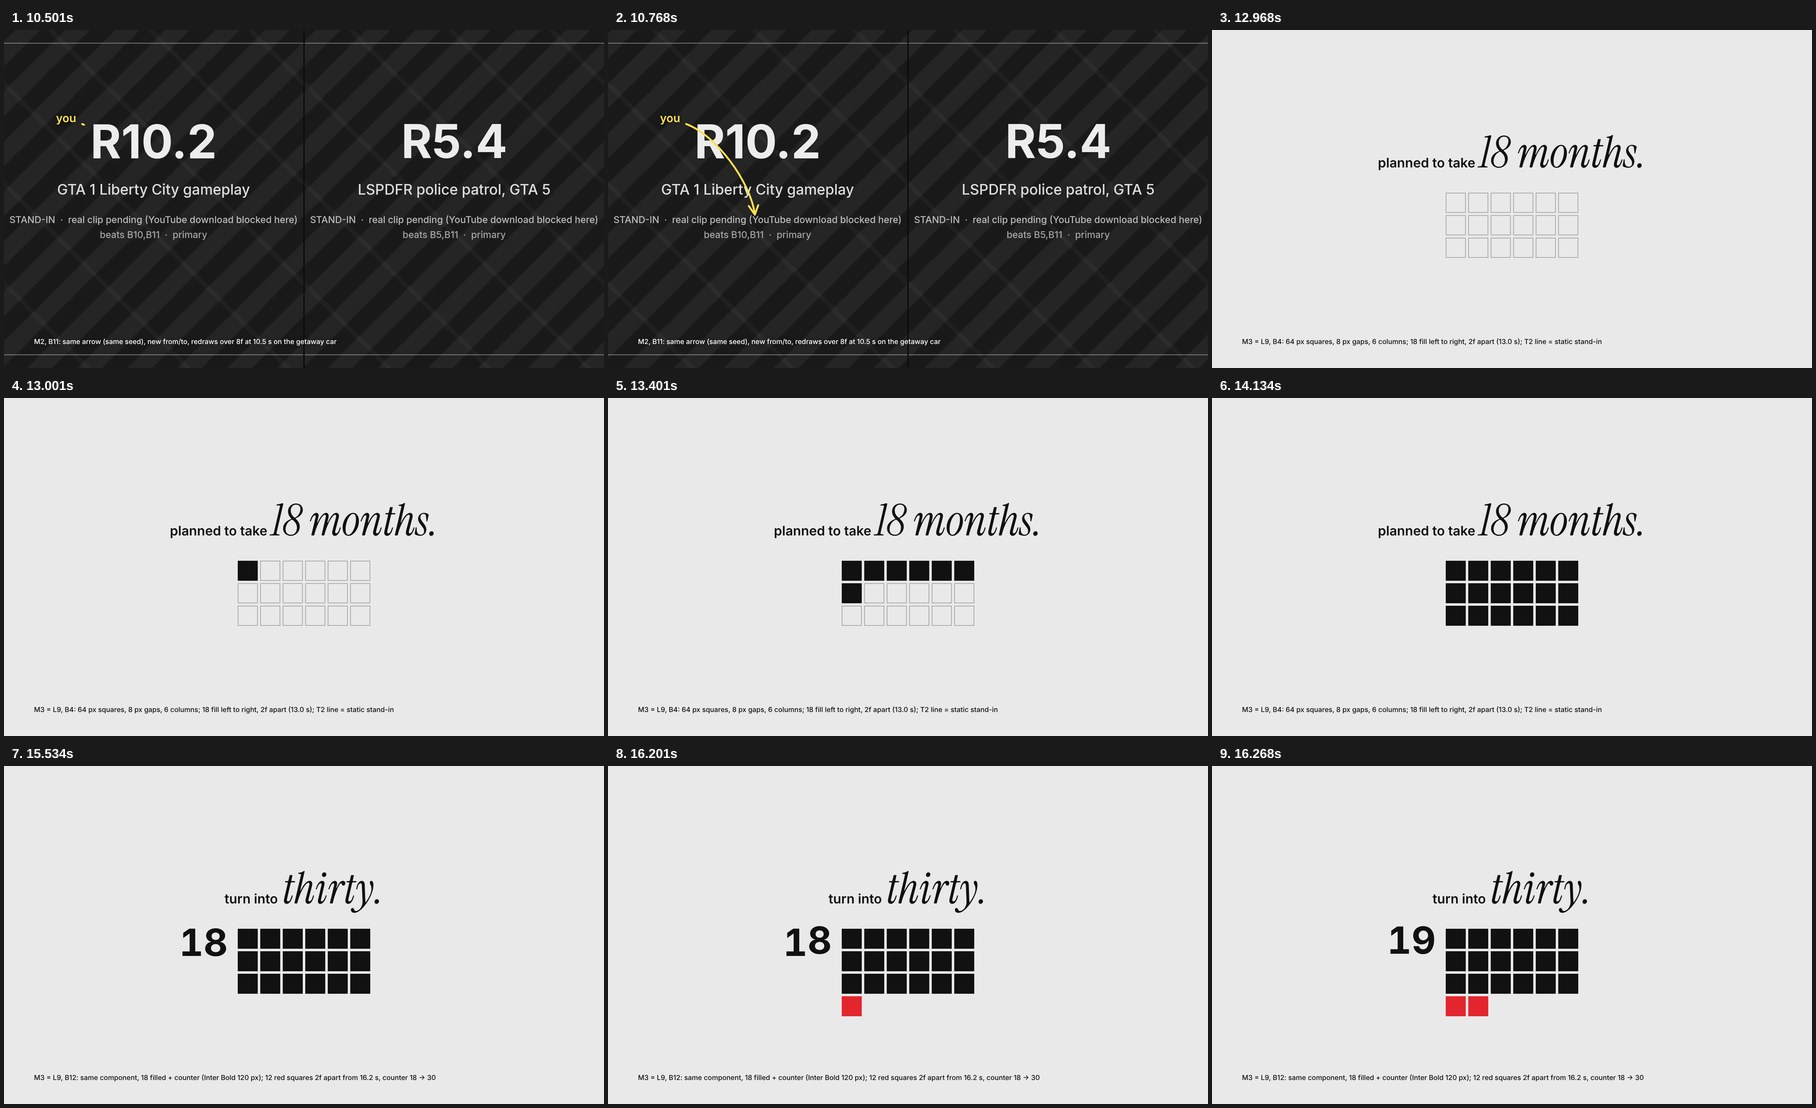 1. 10.501s
you
R10.2
GTA 1 Liberty City gameplay
STAND-IN · real clip pending (YouTube download blocked here)
beats B10,B11 · primary
R5.4
LSPDFR police patrol, GTA 5
STAND-IN · real clip pending (YouTube download blocked here)
beats B5,B11 · primary
M2, B11: same arrow (same seed), new from/to, redraws over 8f at 10.5 s on the getaway car
2. 10.768s
you
R10.2
GTA 1 Liberty City gameplay
STAND-IN · real clip pending (YouTube download blocked here)
beats B10,B11 · primary
R5.4
LSPDFR police patrol, GTA 5
STAND-IN · real clip pending (YouTube download blocked here)
beats B5,B11 · primary
M2, B11: same arrow (same seed), new from/to, redraws over 8f at 10.5 s on the getaway car
3. 12.968s
planned to take 18 months.
M3 = L9, B4: 64 px squares, 8 px gaps, 6 columns; 18 fill left to right, 2f apart (13.0 s); T2 line = static stand-in
4. 13.001s
planned to take 18 months.
M3 = L9, B4: 64 px squares, 8 px gaps, 6 columns; 18 fill left to right, 2f apart (13.0 s); T2 line = static stand-in
5. 13.401s
planned to take 18 months.
M3 = L9, B4: 64 px squares, 8 px gaps, 6 columns; 18 fill left to right, 2f apart (13.0 s); T2 line = static stand-in
6. 14.134s
planned to take 18 months.
M3 = L9, B4: 64 px squares, 8 px gaps, 6 columns; 18 fill left to right, 2f apart (13.0 s); T2 line = static stand-in
7. 15.534s
turn into thirty.
18
M3 = L9, B12: same component, 18 filled + counter (Inter Bold 120 px); 12 red squares 2f apart from 16.2 s, counter 18 → 30
8. 16.201s
turn into thirty.
18
M3 = L9, B12: same component, 18 filled + counter (Inter Bold 120 px); 12 red squares 2f apart from 16.2 s, counter 18 → 30
9. 16.268s
turn into thirty.
19
M3 = L9, B12: same component, 18 filled + counter (Inter Bold 120 px); 12 red squares 2f apart from 16.2 s, counter 18 → 30